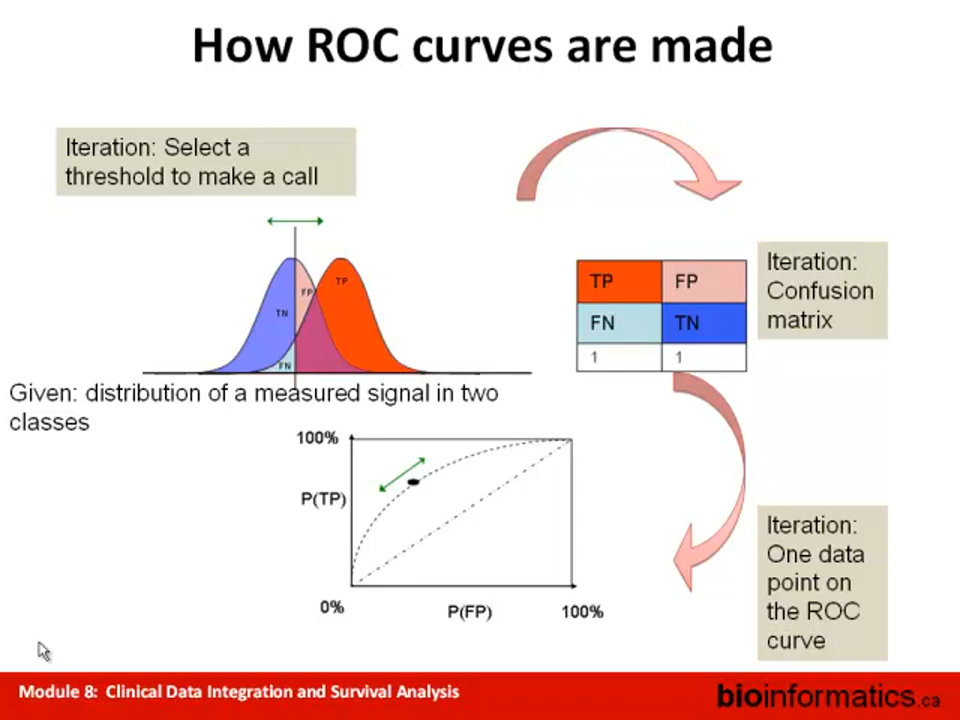 How ROC curves are made
Iteration: Select a
threshold to make a call
TN
FP
TP
FN
TP FP
FN TN
1 1
Iteration:
Confusion
matrix
Given: distribution of a measured signal in two
classes
100%
P(TP)
0%
P(FP)
100%
Iteration:
One data
point on
the ROC
curve
Module 8: Clinical Data Integration and Survival Analysis
bioinformatics.ca